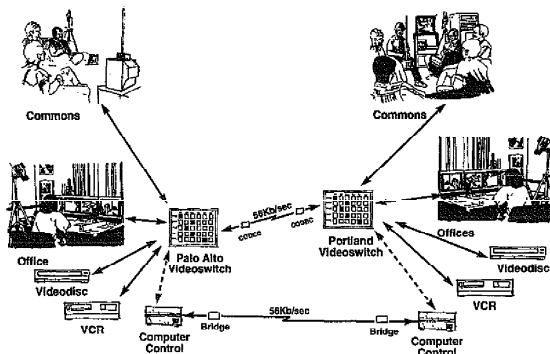 Commons
Commons
56Kb/sec
codec
codec
Office
Palo Alto
Videoswitch
Portland
Videoswitch
Offices
Videodisc
Videodisc
VCR
VCR
56Kb/sec
Bridge
Bridge
Computer
Control
Computer
Control